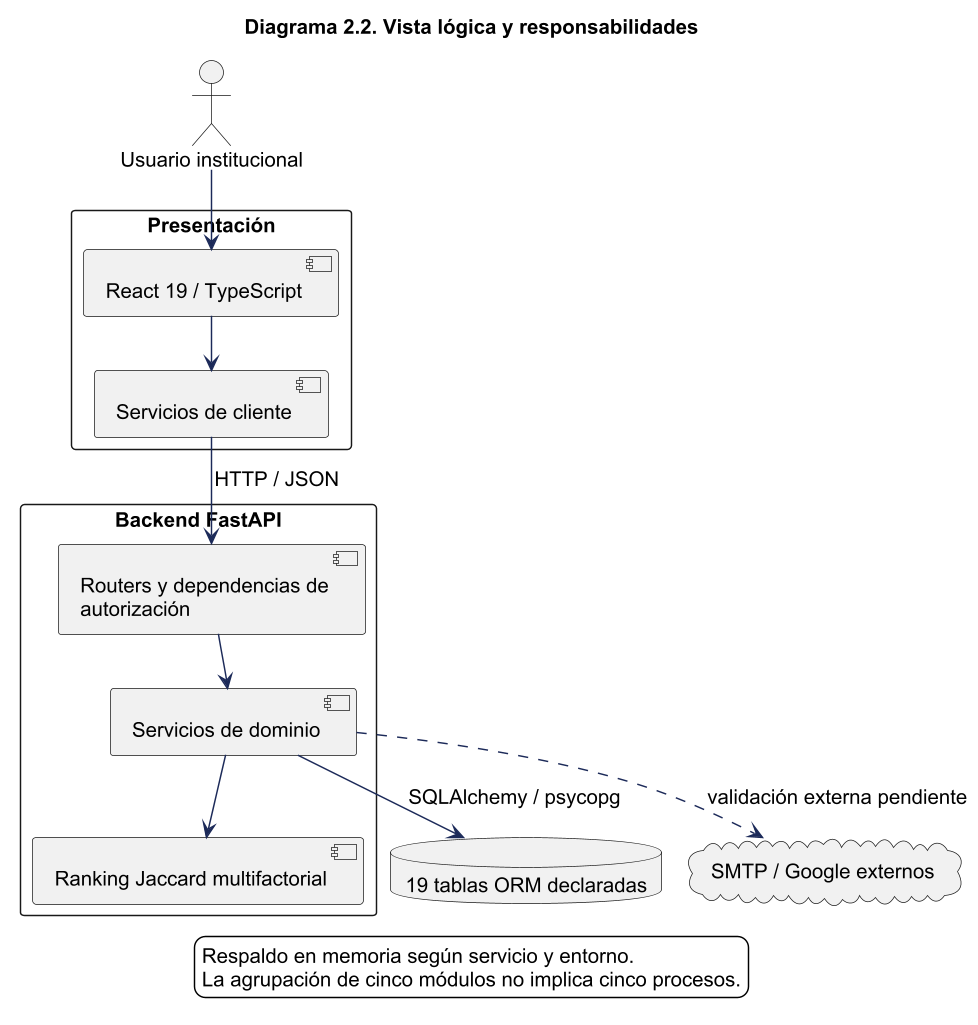 Diagrama 2.2. Vista lógica y responsabilidades
Usuario institucional
Presentación
React 19 / TypeScript
Servicios de cliente
HTTP / JSON
Backend FastAPI
Routers y dependencias de
autorización
Servicios de dominio
SQLAlchemy / psycopg
validación externa pendiente
Ranking Jaccard multifactorial
19 tablas ORM declaradas
SMTP / Google externos
Respaldo en memoria según servicio y entorno.
La agrupación de cinco módulos no implica cinco procesos.